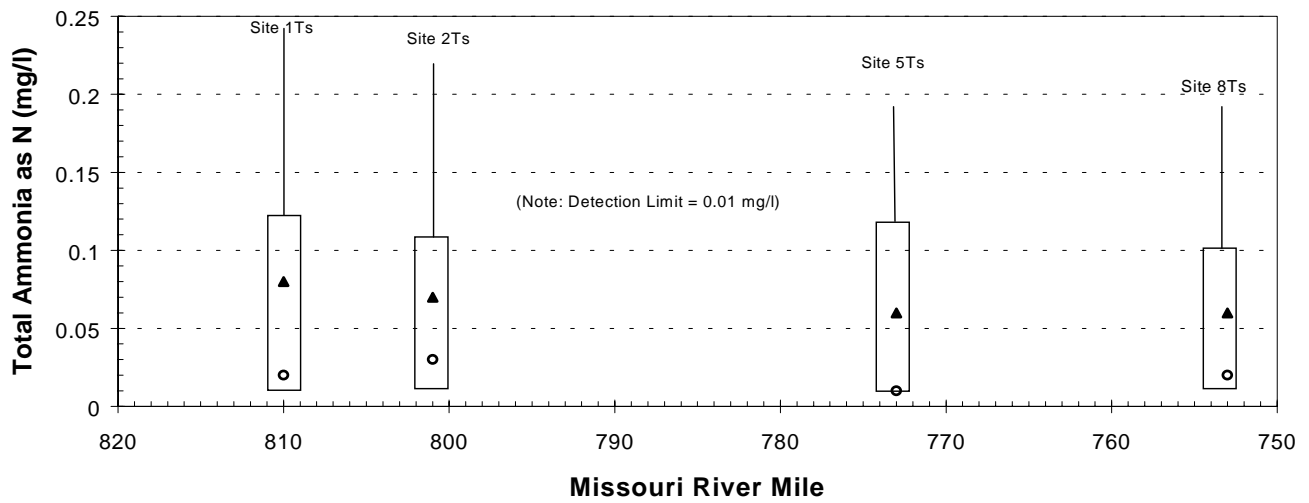 Total Ammonia as N (mg/l)
0.25
0.2
0.15
0.1
0.05
0
Site 1Ts
Site 2Ts
Site 5Ts
Site 8Ts
(Note: Detection Limit = 0.01 mg/l)
820 810 800 790 780 770 760 750
Missouri River Mile